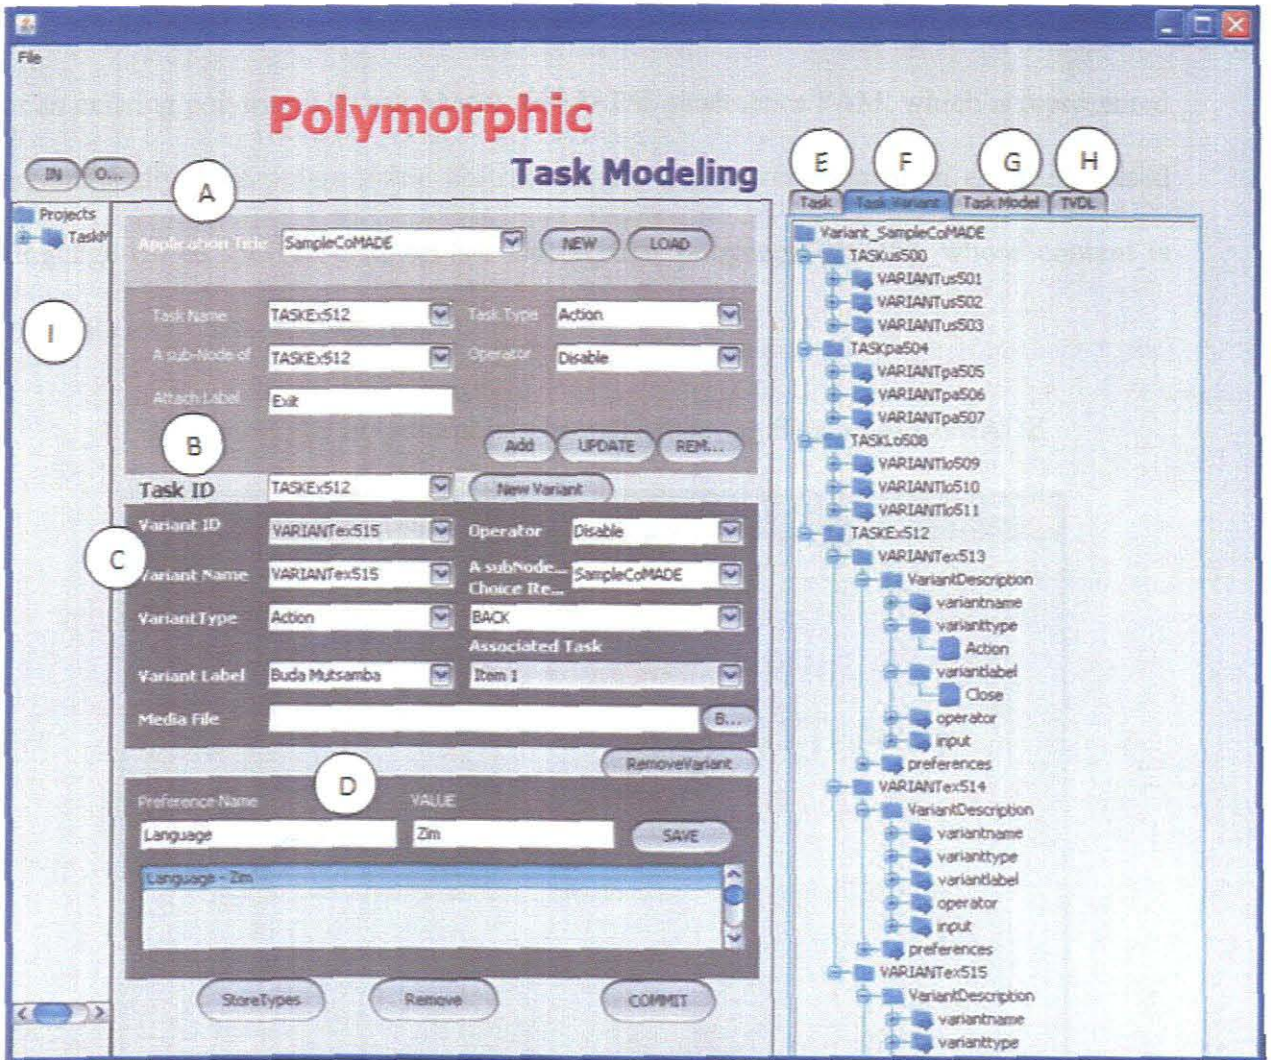 File
Polymorphic
Task Modeling
IN O...
A
E F G H
Projects
Task
Application Title SampleCoMADE NEW LOAD
Task Name TASKEx512 Task Type Action
A sub-Node of TASKEx512 Operator Disable
Attach Label Exit
I
B
Add UPDATE REM...
Task ID TASKEx512 New Variant
C
Variant ID VARIANTex515 Operator Disable
Variant Name VARIANTex515 A subNode... SampleCoMADE
Choice Ite...
VariantType Action BACK
Associated Task
Variant Label Buda Mutsamba Item 1
Media File B...
RemoveVariant
D
Preference Name VALUE
Language Zim SAVE
Language - Zim
StoreTypes Remove COMMIT
Task Task Variant Task Model TVDL
Variant_SampleCoMADE
TASKus500
VARIANTus501
VARIANTus502
VARIANTus503
TASKpa504
VARIANTpa505
VARIANTpa506
VARIANTpa507
TASKLo508
VARIANTlo509
VARIANTlo510
VARIANTlo511
TASKEx512
VARIANTex513
VariantDescription
variantname
varianttype
Action
variantlabel
Close
operator
input
preferences
VARIANTex514
VariantDescription
variantname
varianttype
variantlabel
operator
input
preferences
VARIANTex515
VariantDescription
variantname
varianttype